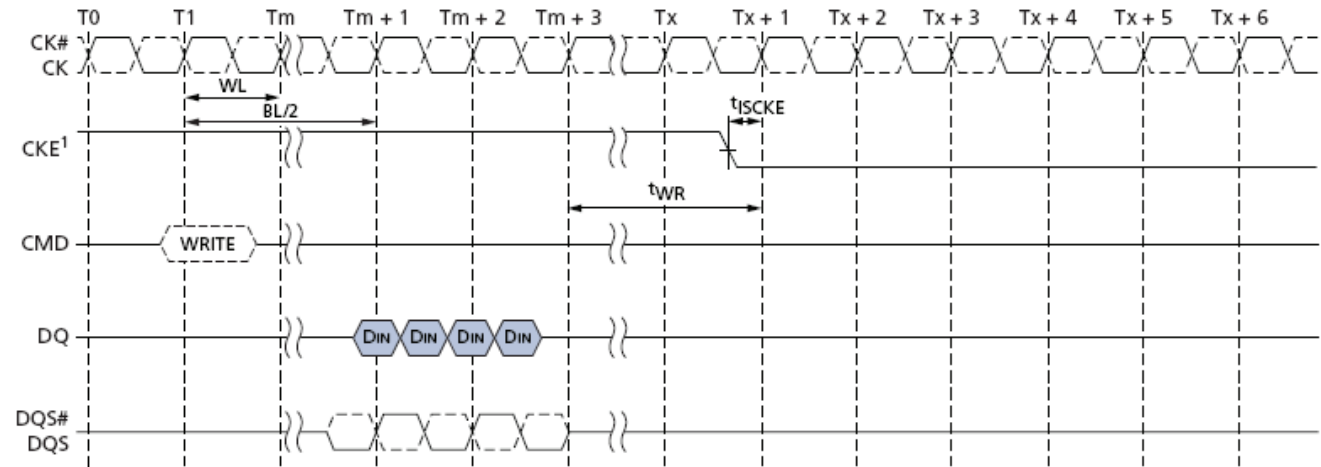 T0 T1 Tm Tm + 1 Tm + 2 Tm + 3 Tx Tx + 1 Tx + 2 Tx + 3 Tx + 4 Tx + 5 Tx + 6
CK#
CK
WL
BL/2
tISCKE
CKE1
tWR
CMD WRITE
DQ DIN DIN DIN DIN
DQS#
DQS